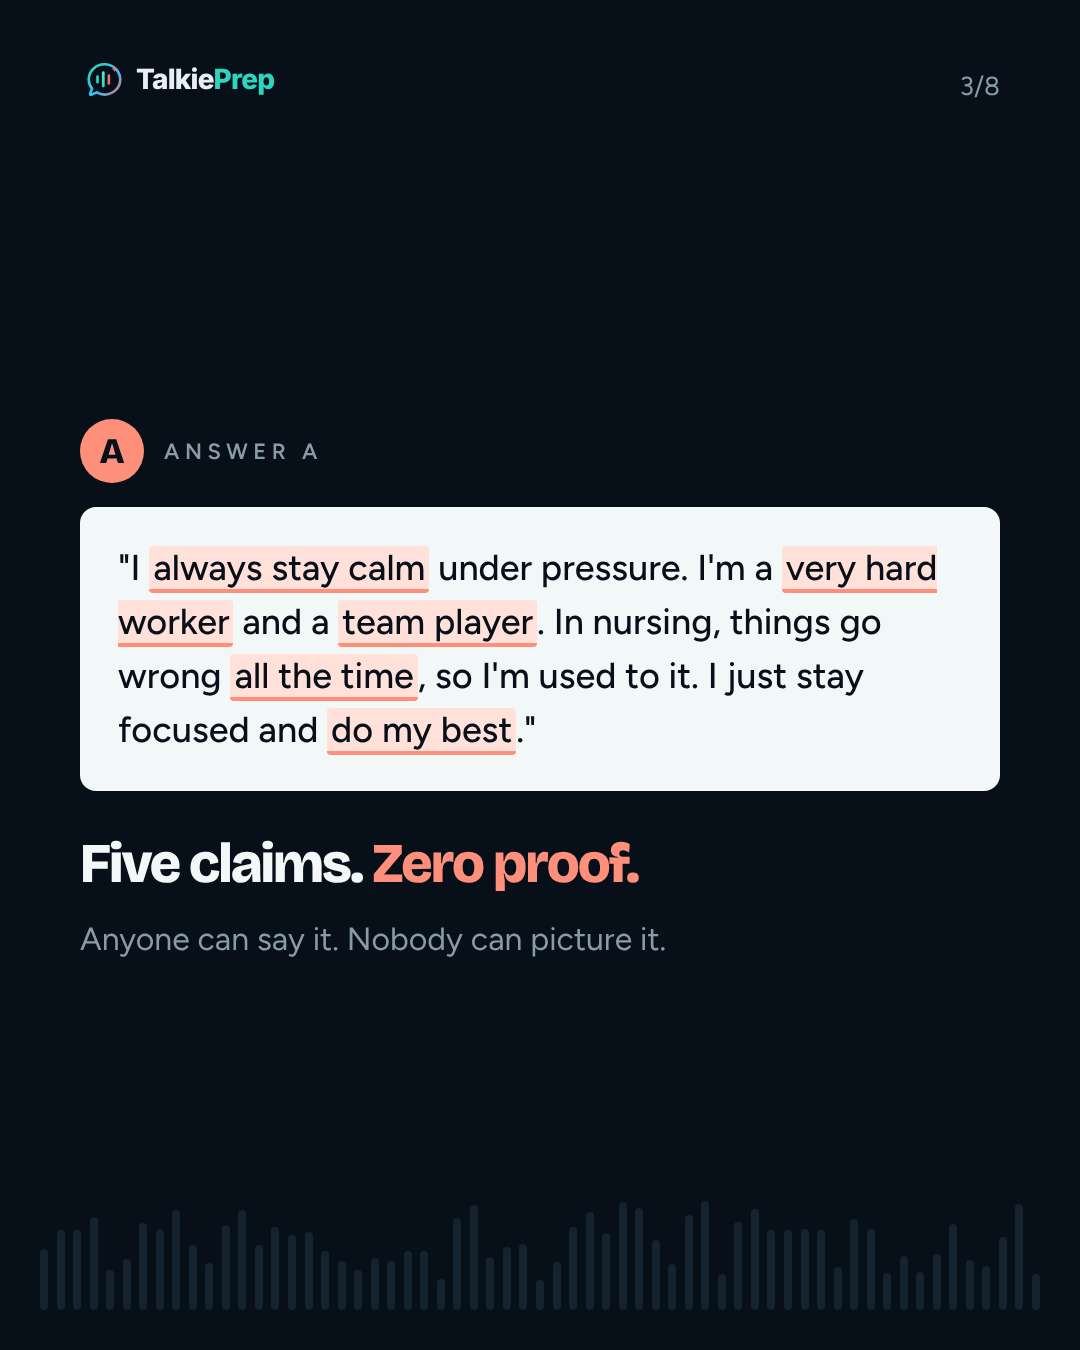 TalkiePrep
3/8
A
ANSWER A
"I always stay calm under pressure. I'm a very hard
worker and a team player. In nursing, things go
wrong all the time, so I'm used to it. I just stay
focused and do my best."
Five claims. Zero proof.
Anyone can say it. Nobody can picture it.